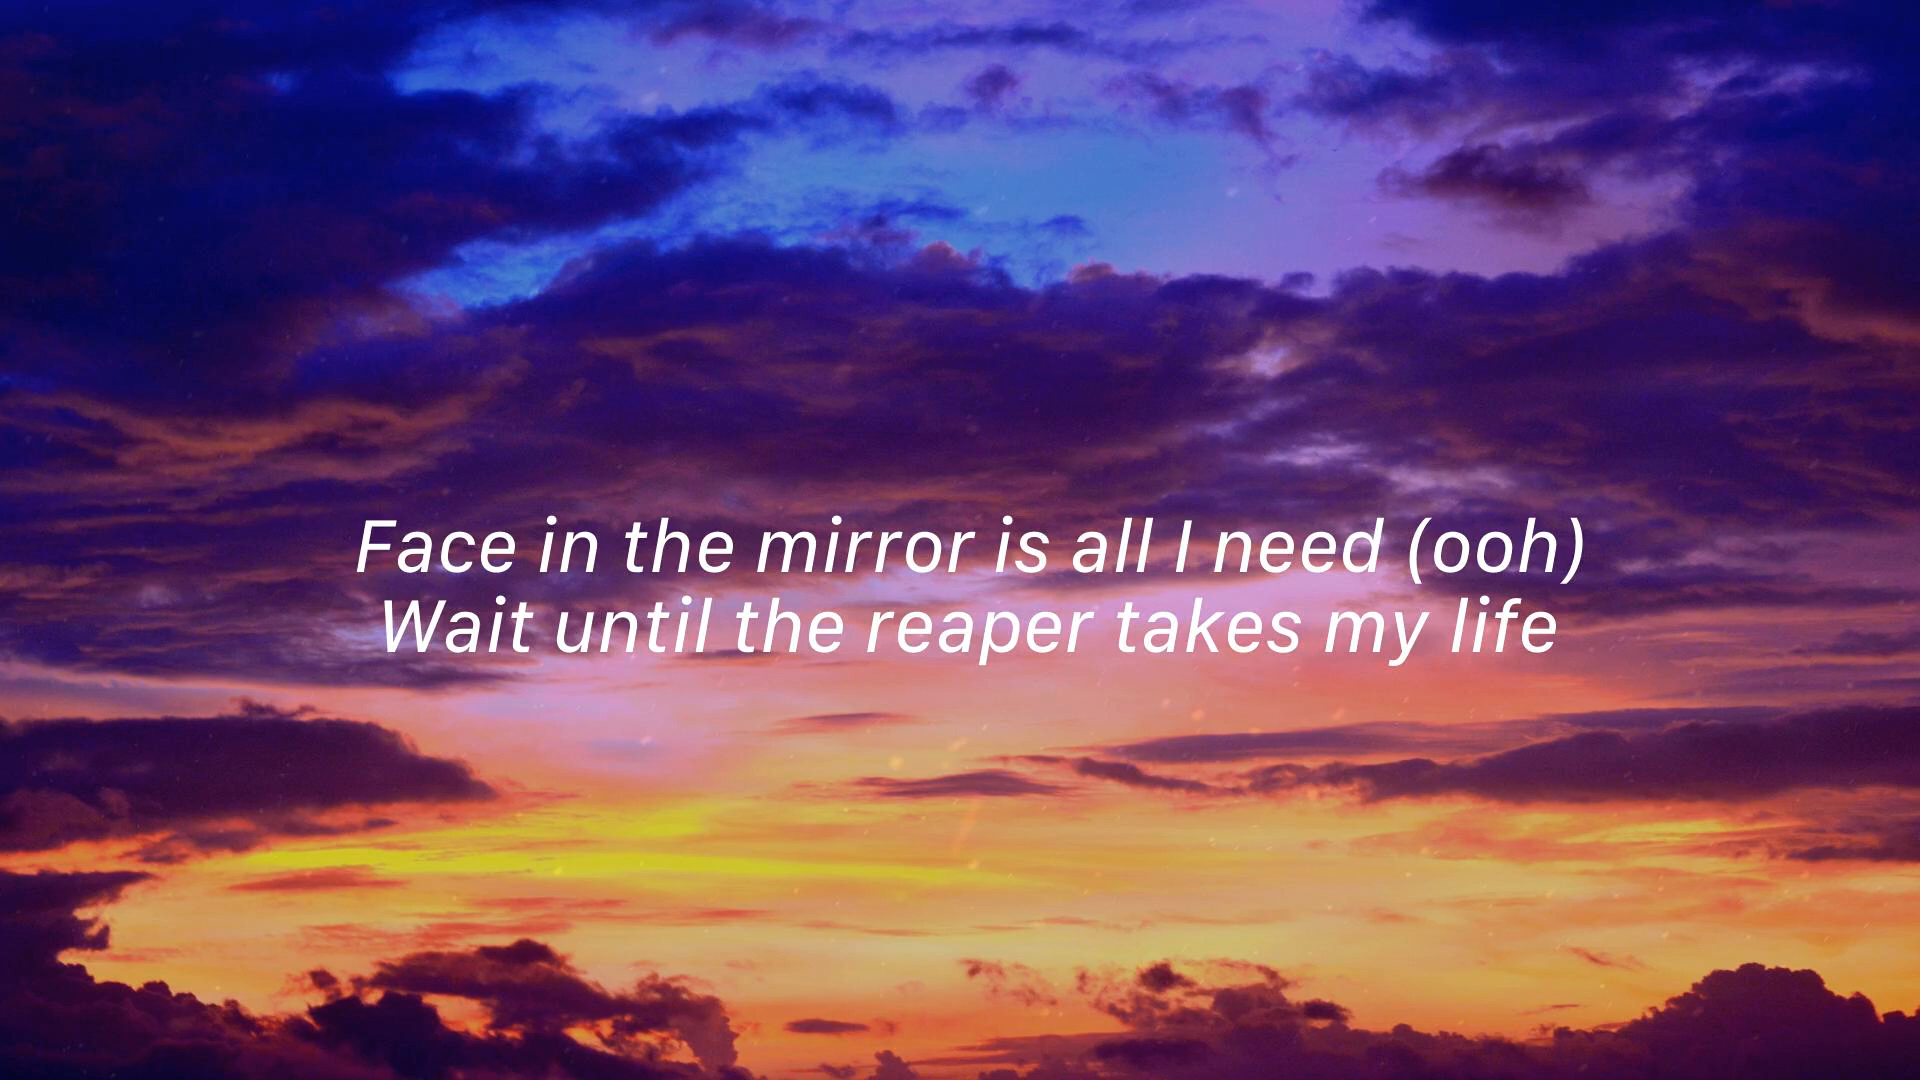 Face in the mirror is all I need (ooh)
Wait until the reaper takes my life